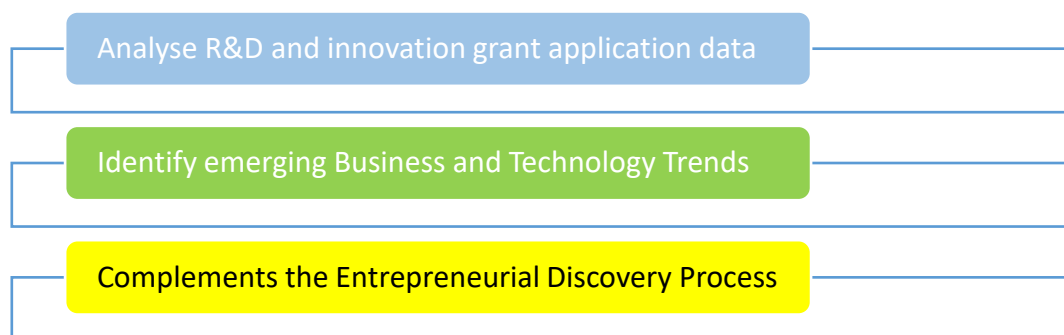 Analyse R&D and innovation grant application data
Identify emerging Business and Technology Trends
Complements the Entrepreneurial Discovery Process